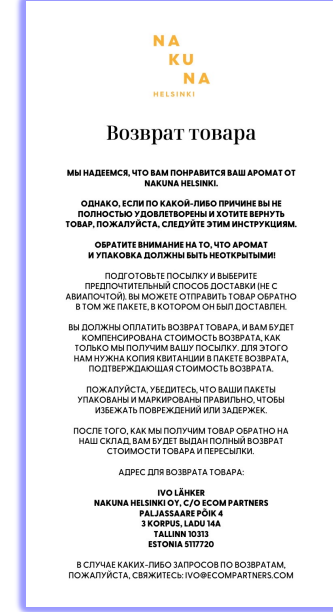 NA
KU
NA
HELSINKI
Возврат товара
МЫ НАДЕЕМСЯ, ЧТО ВАМ ПОНРАВИТСЯ ВАШ АРОМАТ ОТ
NAKUNA HELSINKI.
ОДНАКО, ЕСЛИ ПО КАКОЙ-ЛИБО ПРИЧИНЕ ВЫ НЕ
ПОЛНОСТЬЮ УДОВЛЕТВОРЕНЫ И ХОТИТЕ ВЕРНУТЬ
ТОВАР, ПОЖАЛУЙСТА, СЛЕДУЙТЕ ЭТИМ ИНСТРУКЦИЯМ.
ОБРАТИТЕ ВНИМАНИЕ НА ТО, ЧТО АРОМАТ
И УПАКОВКА ДОЛЖНЫ БЫТЬ НЕОТКРЫТЫМИ!
ПОДГОТОВЬТЕ ПОСЫЛКУ И ВЫБЕРИТЕ
ПРЕДПОЧТИТЕЛЬНЫЙ СПОСОБ ДОСТАВКИ (НЕ С
АВИАПОЧТОЙ). ВЫ МОЖЕТЕ ОТПРАВИТЬ ТОВАР ОБРАТНО
В ТОМ ЖЕ ПАКЕТЕ, В КОТОРОМ ОН БЫЛ ДОСТАВЛЕН.
ВЫ ДОЛЖНЫ ОПЛАТИТЬ ВОЗВРАТ ТОВАРА, И ВАМ БУДЕТ
КОМПЕНСИРОВАНА СТОИМОСТЬ ВОЗВРАТА, КАК
ТОЛЬКО МЫ ПОЛУЧИМ ВАШУ ПОСЫЛКУ. ДЛЯ ЭТОГО
НАМ НУЖНА КОПИЯ КВИТАНЦИИ В ПАКЕТЕ ВОЗВРАТА,
ПОДТВЕРЖДАЮЩАЯ СТОИМОСТЬ ВОЗВРАТА.
ПОЖАЛУЙСТА, УБЕДИТЕСЬ, ЧТО ВАШИ ПАКЕТЫ
УПАКОВАНЫ И МАРКИРОВАНЫ ПРАВИЛЬНО, ЧТОБЫ
ИЗБЕЖАТЬ ПОВРЕЖДЕНИЙ ИЛИ ЗАДЕРЖЕК.
ПОСЛЕ ТОГО, КАК МЫ ПОЛУЧИМ ТОВАР ОБРАТНО НА
НАШ СКЛАД, ВАМ БУДЕТ ВЫДАН ПОЛНЫЙ ВОЗВРАТ
СТОИМОСТИ ТОВАРА И ПЕРЕСЫЛКИ.
АДРЕС ДЛЯ ВОЗВРАТА ТОВАРА:
IVO LÄHKER
NAKUNA HELSINKI OY, C/O ECOM PARTNERS
PALJASSAARE PÕIK 4
3 KORPUS, LADU 14A
TALLINN 10313
ESTONIA 5117720
В СЛУЧАЕ КАКИХ-ЛИБО ЗАПРОСОВ ПО ВОЗВРАТАМ,
ПОЖАЛУЙСТА, СВЯЖИТЕСЬ: IVO@ECOMPARTNERS.COM